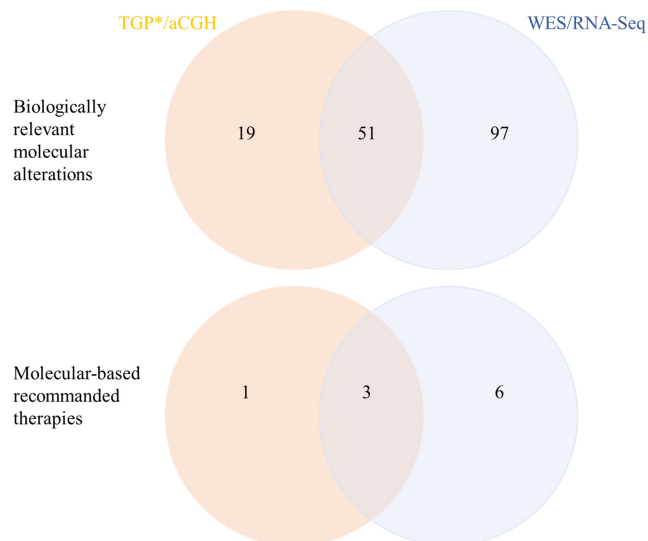 TGP*/aCGH
WES/RNA-Seq
Biologically
relevant
molecular
alterations
19
51
97
Molecular-based
recommanded
therapies
1
3
6